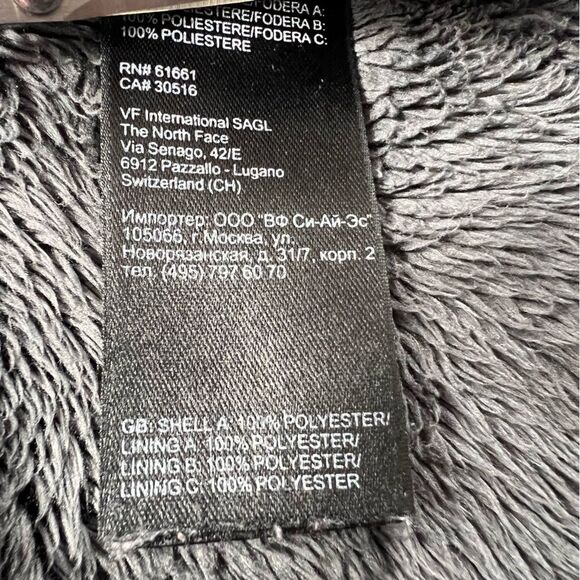 100% POLIESTERE/FODERA A:
100% POLIESTERE/FODERA B:
100% POLIESTERE/FODERA C:
100% POLIESTERE
RN# 61661
CA# 30516
VF International SAGL
The North Face
Via Senago, 42/E
6912 Pazzallo - Lugano
Switzerland (CH)
Импортер: ООО "ВФ Си-Ай-Эс"
105066, г.Москва, ул.
Новорязанская, д. 31/7, корп. 2
тел. (495) 797 60 70
GB: SHELL A: 100% POLYESTER/
LINING A: 100% POLYESTER/
LINING B: 100% POLYESTER/
LINING C: 100% POLYESTER